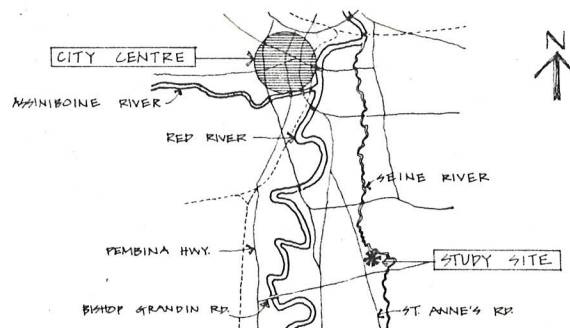 CITY CENTRE
N
ASSINIBOINE RIVER
RED RIVER
SEINE RIVER
PEMBINA HWY.
STUDY SITE
BISHOP GRANDIN RD.
ST. ANNE'S RD.